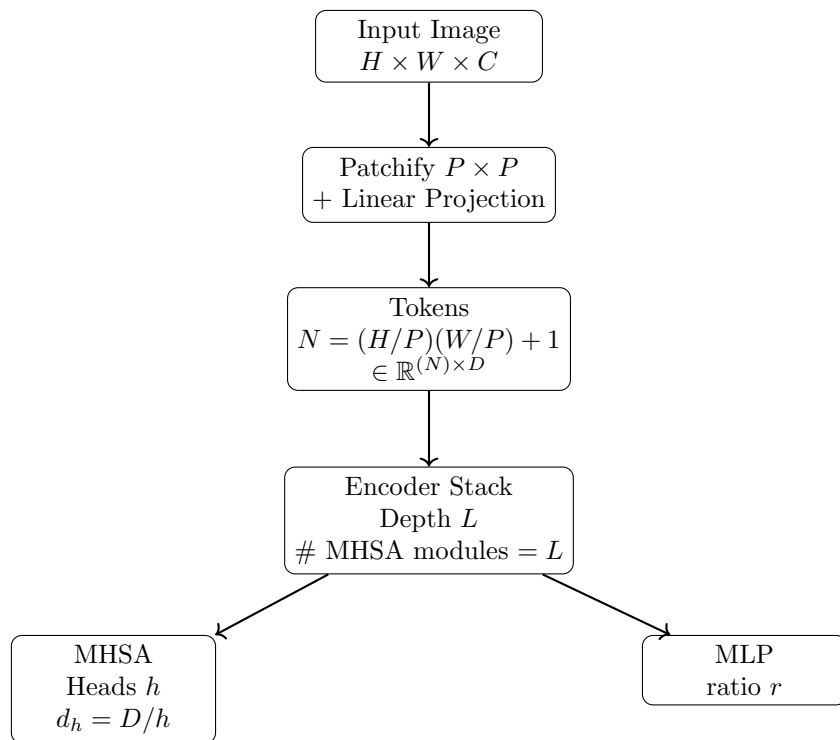 Input Image
H × W × C
Patchify P × P
+ Linear Projection
Tokens
N = (H/P)(W/P) + 1
∈ ℝ^{(N)×D}
Encoder Stack
Depth L
# MHSA modules = L
MHSA
Heads h
d_h = D/h
MLP
ratio r